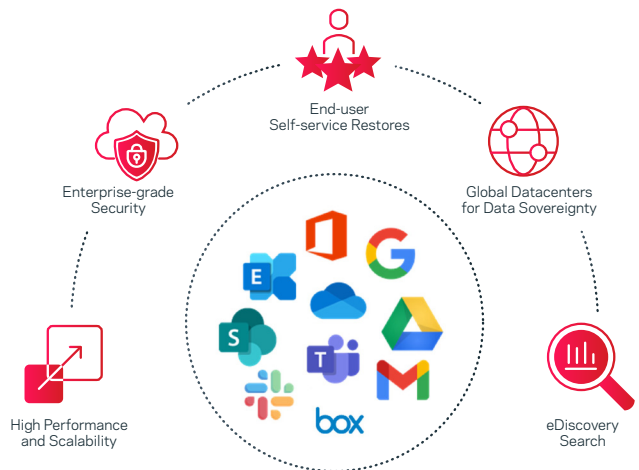 End-user
Self-service Restores
Enterprise-grade
Security
Global Datacenters
for Data Sovereignty
E
S
T
High Performance
and Scalability
box
eDiscovery
Search